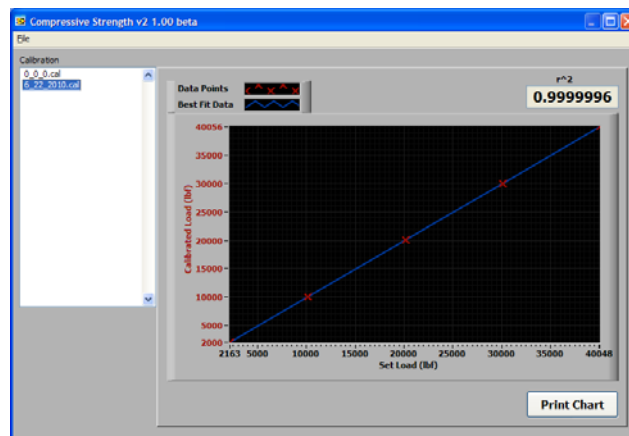 Compressive Strength v2 1.00 beta
File
Calibration
0_0_0.cal
6_22_2010.cal
Data Points
Best Fit Data
r^2
0.9999996
Calibrated Load (lbf)
40056
35000
30000
25000
20000
15000
10000
5000
2000
2163 5000 10000 15000 20000 25000 30000 35000 40048
Set Load (lbf)
Print Chart